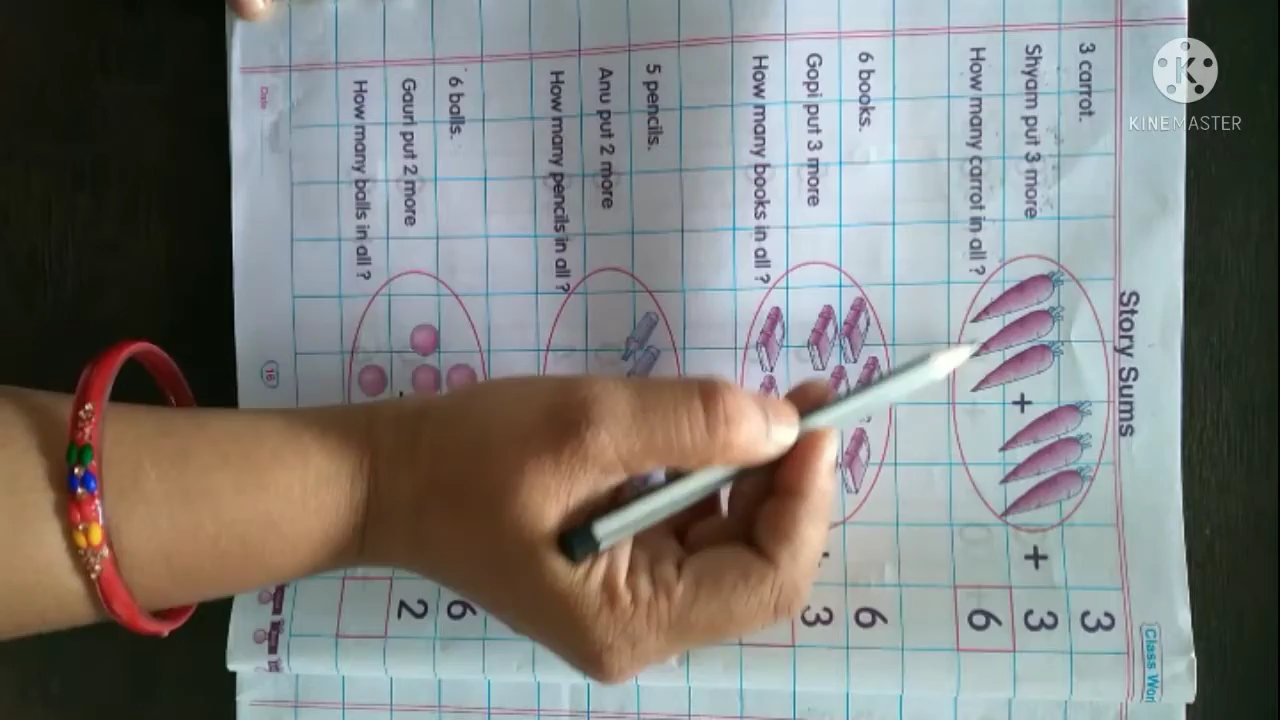 Story Sums
3 carrot.
Shyam put 3 more
How many carrot in all ?
+
3
+ 3
6
6 books.
Gopi put 3 more
How many books in all ?
6
3
5 pencils.
Anu put 2 more
How many pencils in all ?
6 balls.
Gauri put 2 more
How many balls in all ?
6
2
Date
16
KINEMASTER